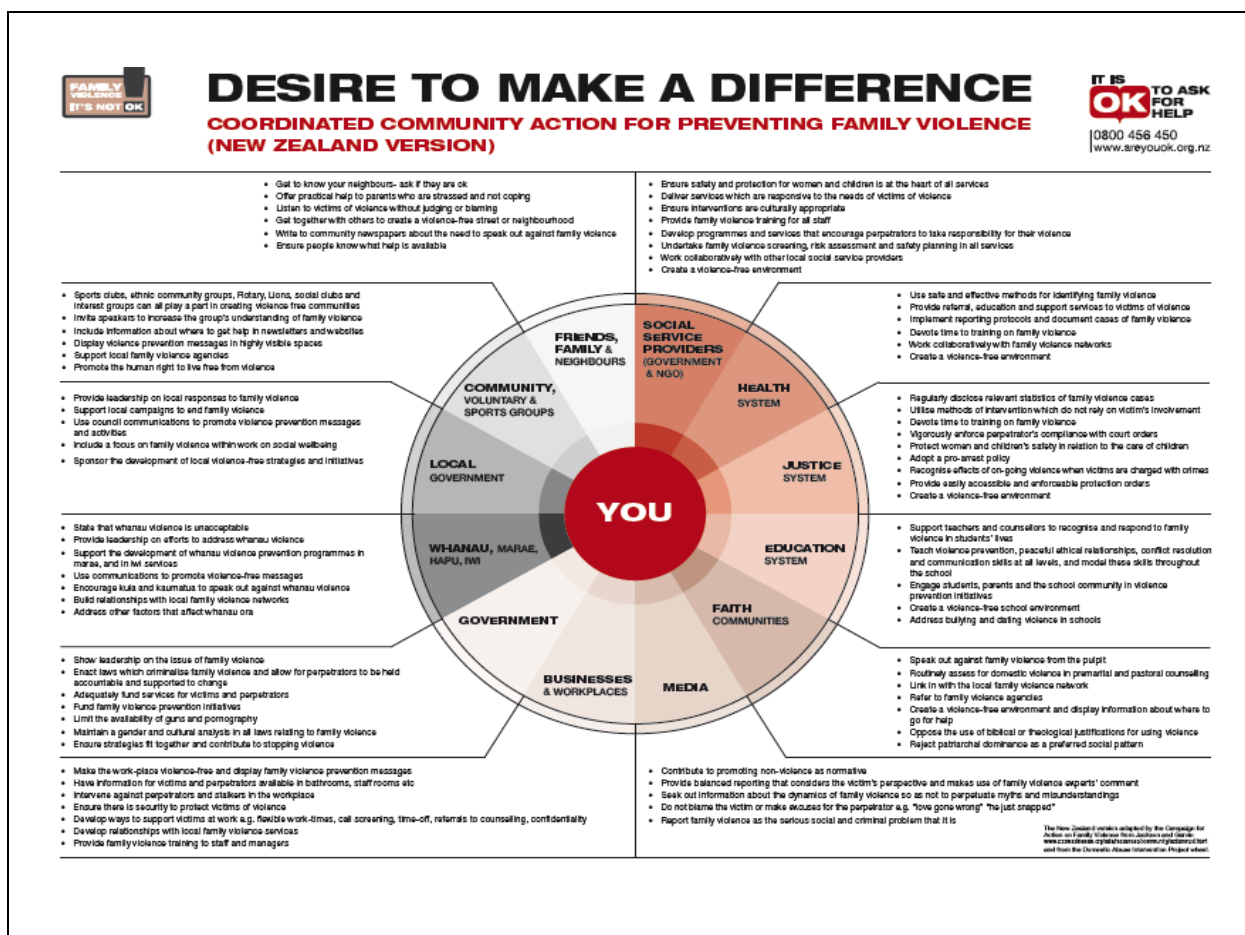 FAMILY
VIOLENCE
IT'S NOT OK
DESIRE TO MAKE A DIFFERENCE
COORDINATED COMMUNITY ACTION FOR PREVENTING FAMILY VIOLENCE
(NEW ZEALAND VERSION)
IT IS
OK
TO ASK
FOR
HELP
0800 456 450
www.areyouok.org.nz
• Get to know your neighbours- ask if they are ok
• Offer practical help to parents who are stressed and not coping
• Listen to victims of violence without judging or blaming
• Get together with others to create a violence-free street or neighbourhood
• Write to community newspapers about the need to speak out against family violence
• Ensure people know what help is available
• Ensure safety and protection for women and children is at the heart of all services
• Deliver services which are responsive to the needs of victims of violence
• Ensure interventions are culturally appropriate
• Provide family violence training for all staff
• Develop programmes and services that encourage perpetrators to take responsibility for their violence
• Undertake family violence screening, risk assessment and safety planning in all services
• Work collaboratively with other local social service providers
• Create a violence-free environment
• Sports clubs, ethnic community groups, Rotary, Lions, social clubs and
interest groups can all play a part in creating violence free communities
• Invite speakers to increase the group's understanding of family violence
• Include information about where to get help in newsletters and websites
• Display violence prevention messages in highly visible spaces
• Support local family violence agencies
• Promote the human right to live free from violence
• Use safe and effective methods for identifying family violence
• Provide referral, education and support services to victims of violence
• Implement reporting protocols and document cases of family violence
• Devote time to training on family violence
• Work collaboratively with family violence networks
• Create a violence-free environment
• Provide leadership on local responses to family violence
• Support local campaigns to end family violence
• Use council communications to promote violence prevention messages
and activities
• Include a focus on family violence within work on social wellbeing
• Sponsor the development of local violence-free strategies and initiatives
• Regularly disclose relevant statistics of family violence cases
• Utilise methods of intervention which do not rely on victim's involvement
• Devote time to training on family violence
• Vigorously enforce perpetrator's compliance with court orders
• Protect women and children's safety in relation to the care of children
• Adopt a pro-arrest policy
• Recognise effects of on-going violence when victims are charged with crimes
• Provide easily accessible and enforceable protection orders
• Create a violence-free environment
• State that whanau violence is unacceptable
• Provide leadership on efforts to address whanau violence
• Support the development of whanau violence prevention programmes in
marae, and in iwi services
• Use communications to promote violence-free messages
• Encourage kuia and kaumatua to speak out against whanau violence
• Build relationships with local family violence networks
• Address other factors that affect whanau ora
• Support teachers and counsellors to recognise and respond to family
violence in students' lives
• Teach violence prevention, peaceful ethical relationships, conflict resolution
and communication skills at all levels, and model these skills throughout
the school
• Engage students, parents and the school community in violence
prevention initiatives
• Create a violence-free school environment
• Address bullying and dating violence in schools
• Show leadership on the issue of family violence
• Enact laws which criminalise family violence and allow for perpetrators to be held
accountable and supported to change
• Adequately fund services for victims and perpetrators
• Fund family violence prevention initiatives
• Limit the availability of guns and pornography
• Maintain a gender and cultural analysis in all laws relating to family violence
• Ensure strategies fit together and contribute to stopping violence
• Speak out against family violence from the pulpit
• Routinely assess for domestic violence in premarital and pastoral counselling
• Link in with the local family violence network
• Refer to family violence agencies
• Create a violence-free environment and display information about where to
go for help
• Oppose the use of biblical or theological justifications for using violence
• Reject patriarchal dominance as a preferred social pattern
• Make the work-place violence-free and display family violence prevention messages
• Have information for victims and perpetrators available in bathrooms, staff rooms etc
• Intervene against perpetrators and stalkers in the workplace
• Ensure there is security to protect victims of violence
• Develop ways to support victims at work e.g. flexible work-times, call screening, time-off, referrals to counselling, confidentiality
• Develop relationships with local family violence services
• Provide family violence training to staff and managers
• Contribute to promoting non-violence as normative
• Provide balanced reporting that considers the victim's perspective and makes use of family violence experts' comment
• Seek out information about the dynamics of family violence so as not to perpetuate myths and misunderstandings
• Do not blame the victim or make excuses for the perpetrator e.g. "love gone wrong" "he just snapped"
• Report family violence as the serious social and criminal problem that it is
FRIENDS,
FAMILY &
NEIGHBOURS
SOCIAL
SERVICE
PROVIDERS
(GOVERNMENT
& NGO)
HEALTH
SYSTEM
JUSTICE
SYSTEM
EDUCATION
SYSTEM
FAITH
COMMUNITIES
MEDIA
BUSINESSES
& WORKPLACES
GOVERNMENT
WHANAU, MARAE,
HAPU, IWI
LOCAL
GOVERNMENT
COMMUNITY,
VOLUNTARY &
SPORTS GROUPS
YOU
The New Zealand version adapted by the Campaign for
Action on Family Violence from Jackson and Garvin
and from the Domestic Abuse Intervention Project wheel.